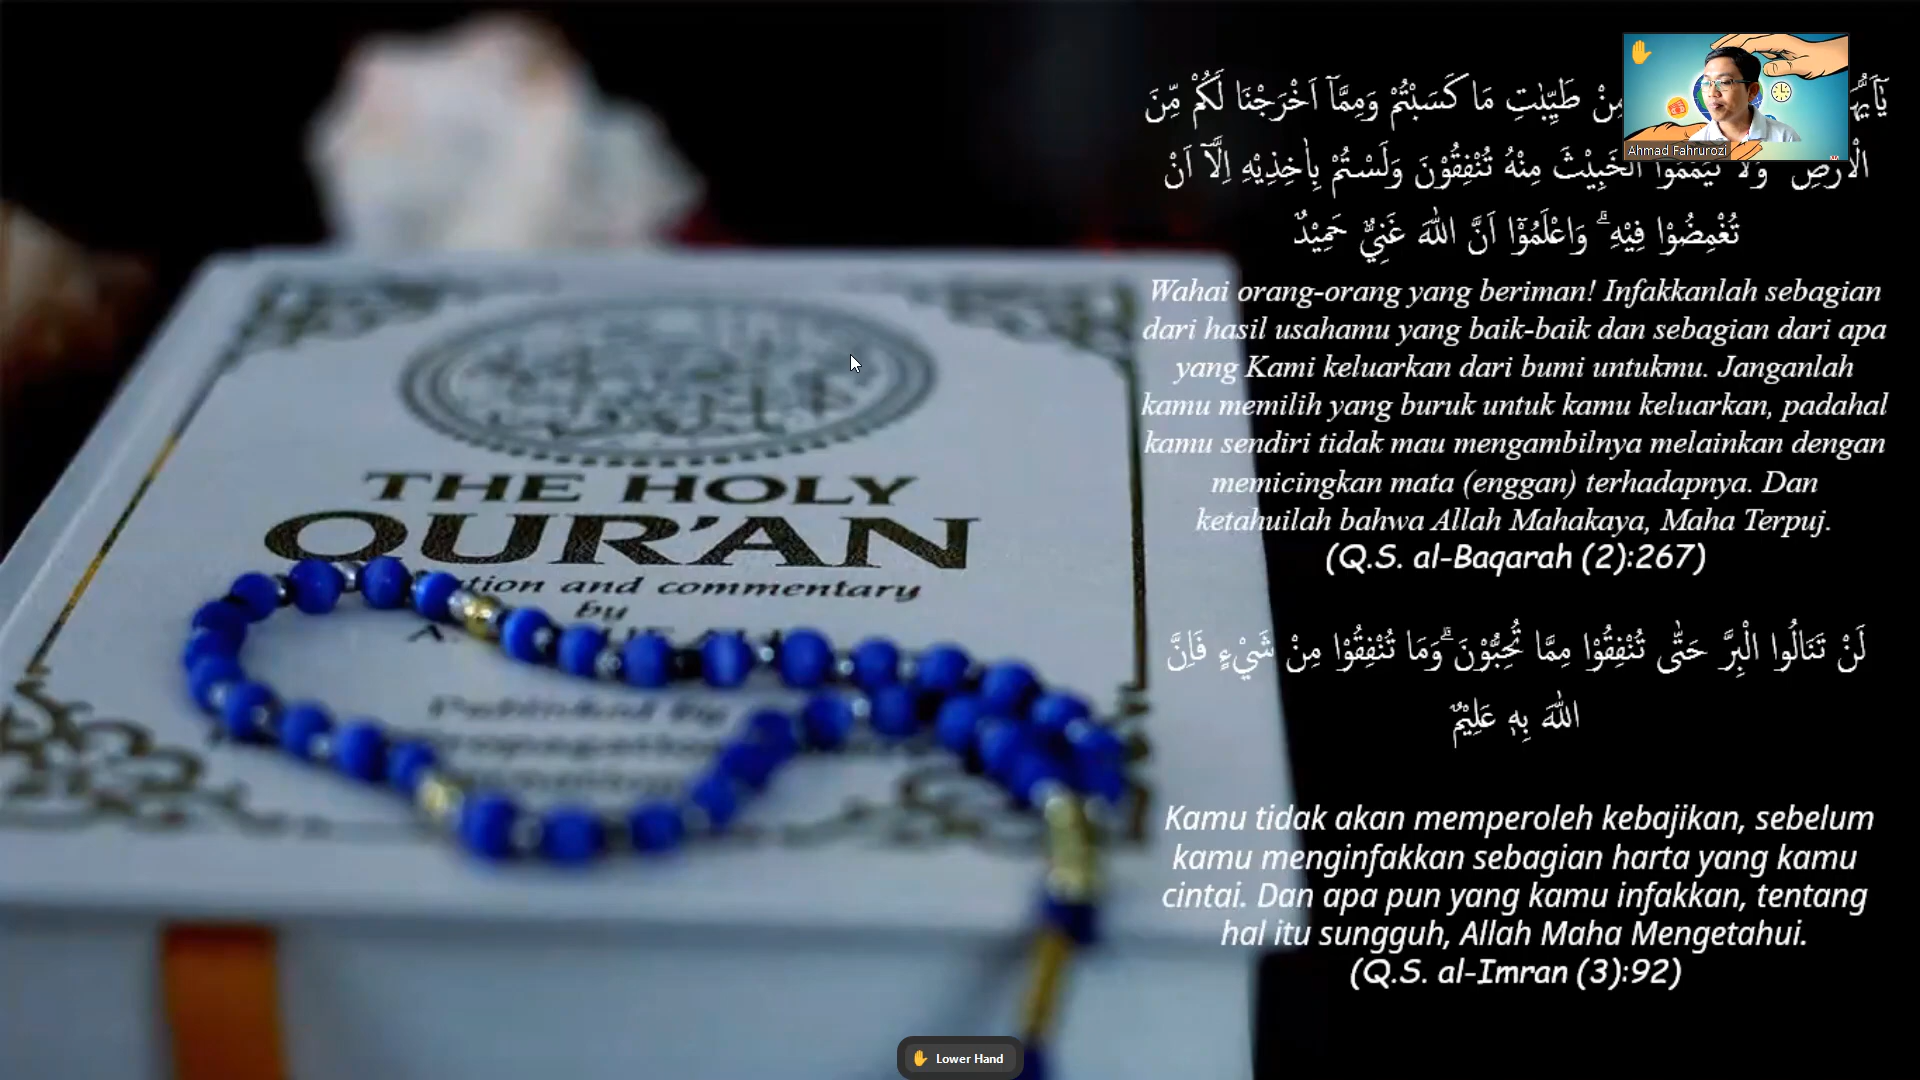 يٰٓاَيُّهَا مِنْ طَيِّبٰتِ مَا كَسَبْتُمْ وَمِمَّآ اَخْرَجْنَا لَكُمْ مِّنَ
الْاَرْضِ وَلَا تَيَمَّمُوا الْخَبِيْثَ مِنْهُ تُنْفِقُوْنَ وَلَسْتُمْ بِاٰخِذِيْهِ اِلَّآ اَنْ
تُغْمِضُوْا فِيْهِ ۗ وَاعْلَمُوْٓا اَنَّ اللّٰهَ غَنِيٌّ حَمِيْدٌ
Wahai orang-orang yang beriman! Infakkanlah sebagian
dari hasil usahamu yang baik-baik dan sebagian dari apa
yang Kami keluarkan dari bumi untukmu. Janganlah
kamu memilih yang buruk untuk kamu keluarkan, padahal
kamu sendiri tidak mau mengambilnya melainkan dengan
memicingkan mata (enggan) terhadapnya. Dan
ketahuilah bahwa Allah Mahakaya, Maha Terpuj.
(Q.S. al-Baqarah (2):267)
لَنْ تَنَالُوا الْبِرَّ حَتّٰى تُنْفِقُوْا مِمَّا تُحِبُّوْنَ ۗوَمَا تُنْفِقُوْا مِنْ شَيْءٍ فَاِنَّ
اللّٰهَ بِهٖ عَلِيْمٌ
Kamu tidak akan memperoleh kebajikan, sebelum
kamu menginfakkan sebagian harta yang kamu
cintai. Dan apa pun yang kamu infakkan, tentang
hal itu sungguh, Allah Maha Mengetahui.
(Q.S. al-Imran (3):92)
Ahmad Fahrurozi
THE HOLY
QUR'AN
and commentary
by
Lower Hand